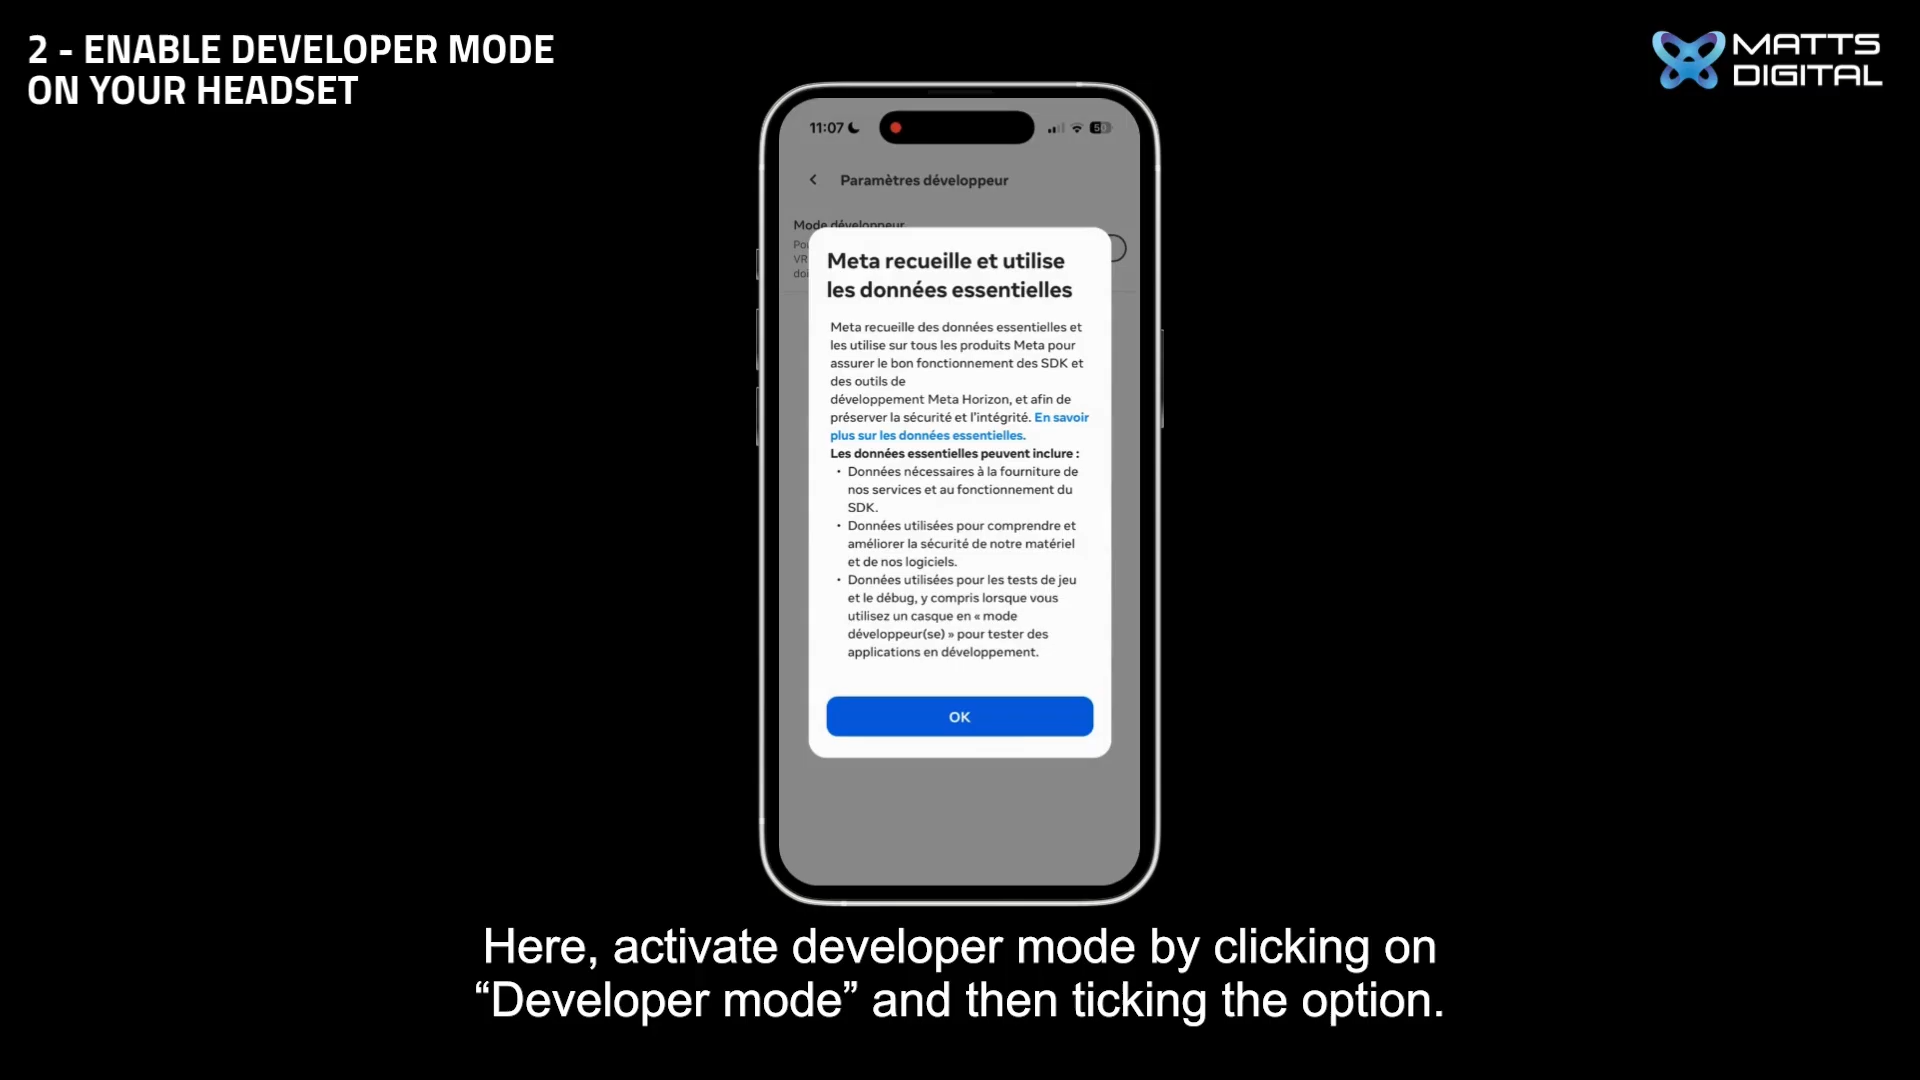 2 - ENABLE DEVELOPER MODE
ON YOUR HEADSET
MATTS
DIGITAL
11:07
50
Paramètres développeur
Mode développeur
VR
Meta recueille et utilise
les données essentielles
Meta recueille des données essentielles et
les utilise sur tous les produits Meta pour
assurer le bon fonctionnement des SDK et
des outils de
développement Meta Horizon, et afin de
préserver la sécurité et l'intégrité. En savoir
plus sur les données essentielles.
Les données essentielles peuvent inclure :
• Données nécessaires à la fourniture de
nos services et au fonctionnement du
SDK.
• Données utilisées pour comprendre et
améliorer la sécurité de notre matériel
et de nos logiciels.
• Données utilisées pour les tests de jeu
et le débug, y compris lorsque vous
utilisez un casque en « mode
développeur(se) » pour tester des
applications en développement.
OK
Here, activate developer mode by clicking on
“Developer mode” and then ticking the option.